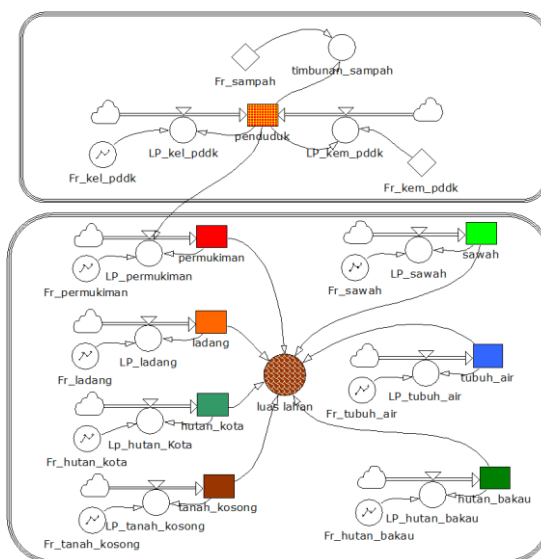 Fr_sampah
timbunan_sampah
penduduk
LP_kel_pddk
LP_kem_pddk
Fr_kel_pddk
Fr_kem_pddk
permukiman
LP_permukiman
Fr_permukiman
sawah
LP_sawah
Fr_sawah
ladang
LP_ladang
Fr_ladang
luas lahan
tubuh_air
LP_tubuh_air
Fr_tubuh_air
hutan_kota
Lp_hutan_Kota
Fr_hutan_kota
tanah_kosong
LP_tanah_kosong
Fr_tanah_kosong
hutan_bakau
LP_hutan_bakau
Fr_hutan_bakau